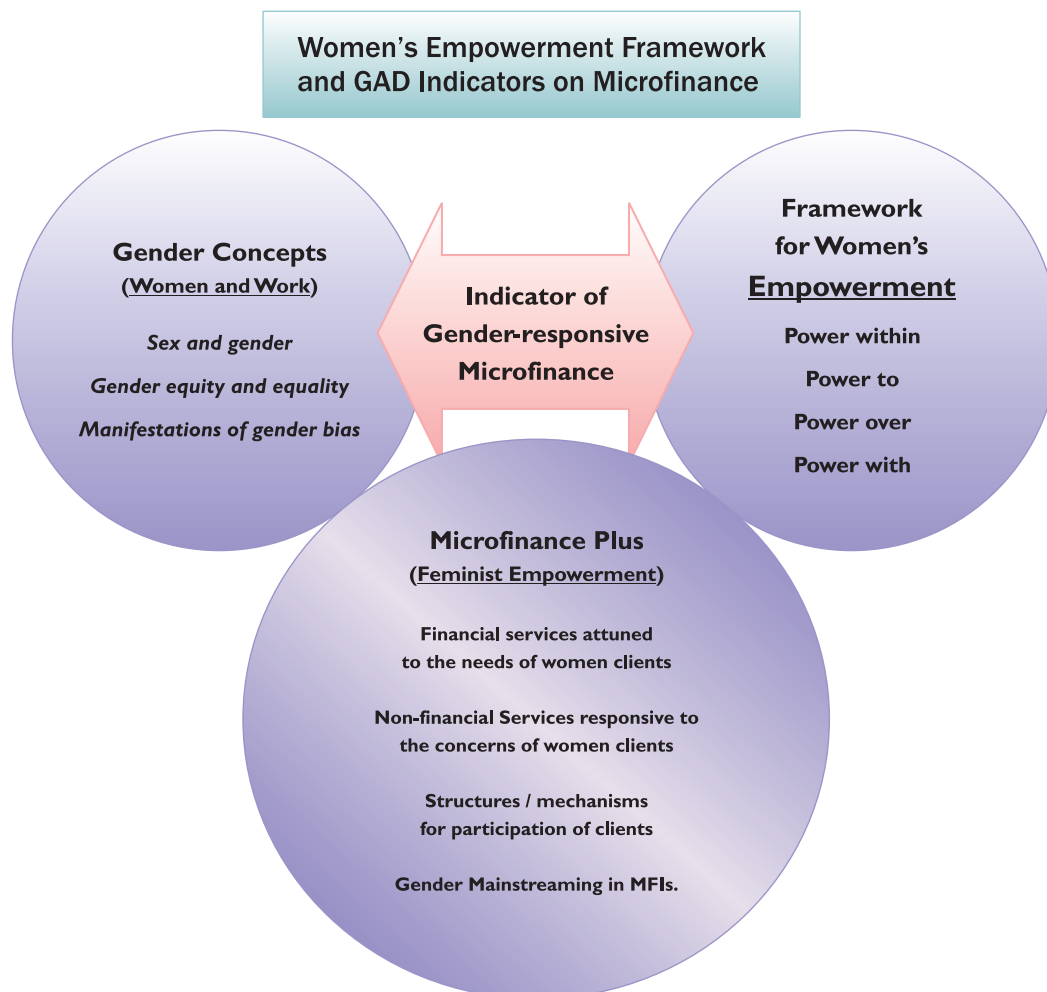 Women's Empowerment Framework
and GAD Indicators on Microfinance
Gender Concepts
(Women and Work)
Sex and gender
Gender equity and equality
Manifestations of gender bias
Indicator of
Gender-responsive
Microfinance
Framework
for Women's
Empowerment
Power within
Power to
Power over
Power with
Microfinance Plus
(Feminist Empowerment)
Financial services attuned
to the needs of women clients
Non-financial Services responsive to
the concerns of women clients
Structures / mechanisms
for participation of clients
Gender Mainstreaming in MFIs.